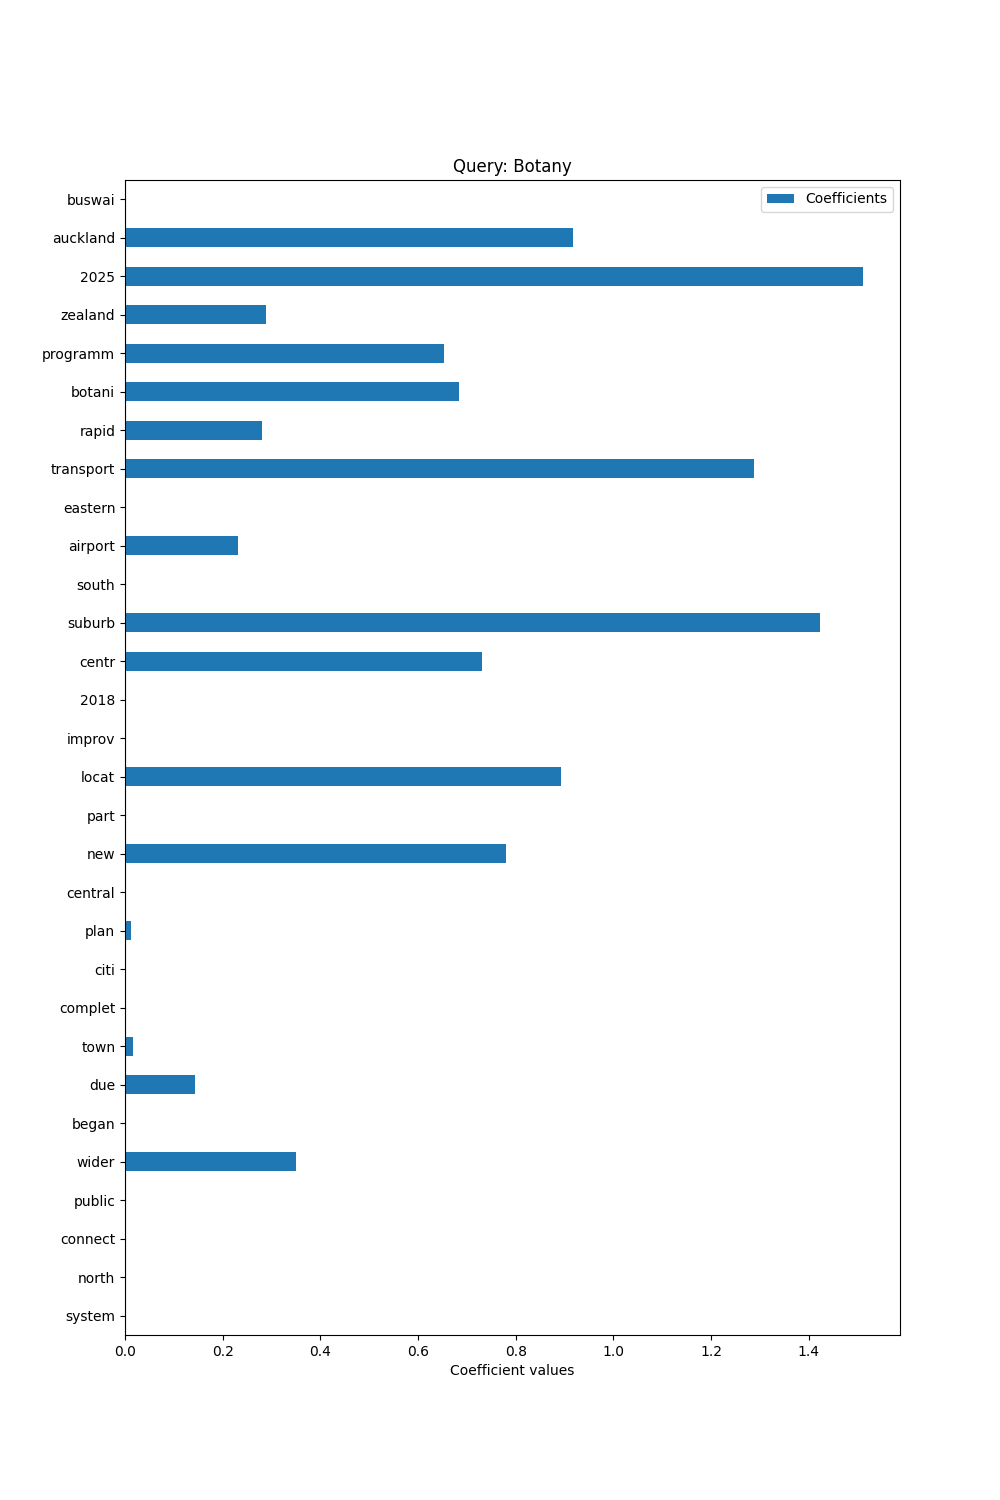 Query: Botany
Coefficients
buswai
auckland
2025
zealand
programm
botani
rapid
transport
eastern
airport
south
suburb
centr
2018
improv
locat
part
new
central
plan
citi
complet
town
due
began
wider
public
connect
north
system
0.0 0.2 0.4 0.6 0.8 1.0 1.2 1.4
Coefficient values